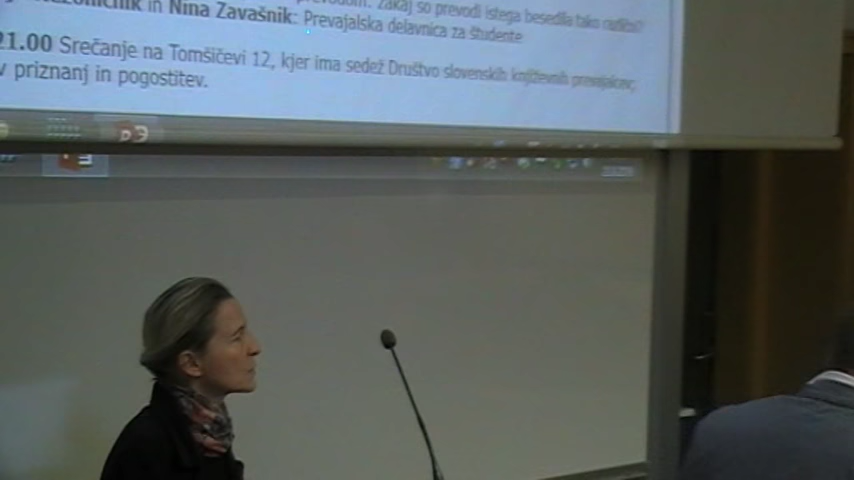 in Nina Zavašnik: Prevajalska delavnica za študente
Zakaj so prevodi istega besedila tako različni?
21.00 Srečanje na Tomšičevi 12, kjer ima sedež Društvo slovenskih književnih prevajalcev,
v priznanj in pogostitev.